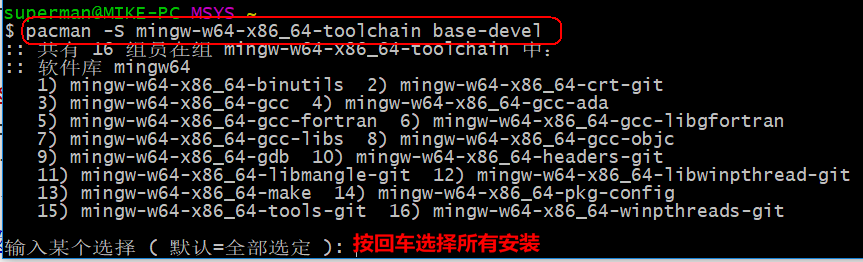 superman@MIKE-PC MSYS ~
$ pacman -S mingw-w64-x86_64-toolchain base-devel
:: 共有 16 组员在组 mingw-w64-x86_64-toolchain 中：
:: 软件库 mingw64
1) mingw-w64-x86_64-binutils 2) mingw-w64-x86_64-crt-git
3) mingw-w64-x86_64-gcc 4) mingw-w64-x86_64-gcc-ada
5) mingw-w64-x86_64-gcc-fortran 6) mingw-w64-x86_64-gcc-libgfortran
7) mingw-w64-x86_64-gcc-libs 8) mingw-w64-x86_64-gcc-objc
9) mingw-w64-x86_64-gdb 10) mingw-w64-x86_64-headers-git
11) mingw-w64-x86_64-libmangle-git 12) mingw-w64-x86_64-libwinpthread-git
13) mingw-w64-x86_64-make 14) mingw-w64-x86_64-pkg-config
15) mingw-w64-x86_64-tools-git 16) mingw-w64-x86_64-winpthreads-git
输入某个选择 ( 默认=全部选定 ): 按回车选择所有安装